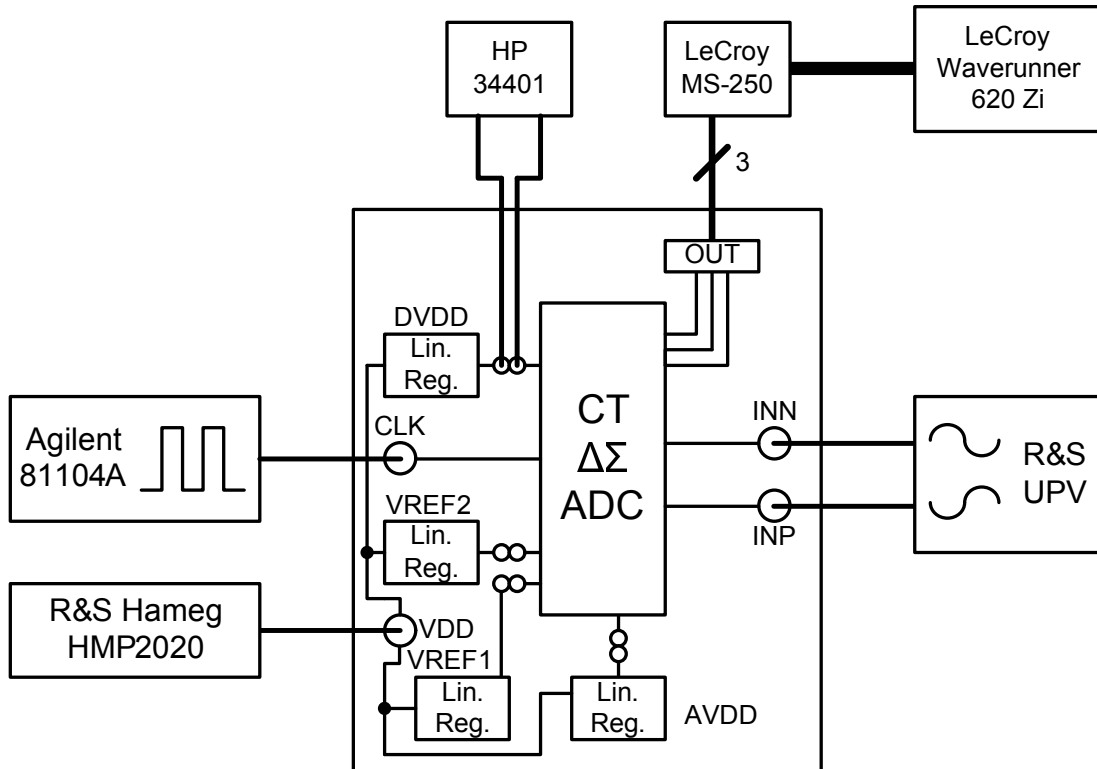 HP
34401
LeCroy
MS-250
LeCroy
Waverunner
620 Zi
3
OUT
DVDD
Lin.
Reg.
CT
ΔΣ
ADC
INN
INP
R&S
UPV
Agilent
81104A
CLK
VREF2
Lin.
Reg.
R&S Hameg
HMP2020
VDD
VREF1
Lin.
Reg.
Lin.
Reg.
AVDD